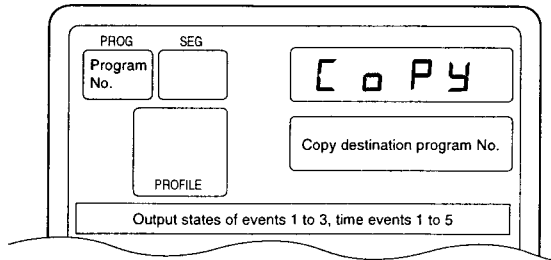 PROG SEG
Program
No.
CoPY
Copy destination program No.
PROFILE
Output states of events 1 to 3, time events 1 to 5